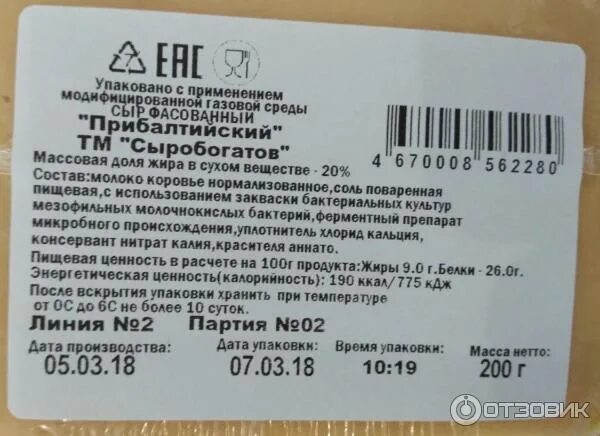 EAC
Упаковано с применением
модифицированной газовой среды
СЫР ФАСОВАННЫЙ
"Прибалтийский"
ТМ "Сыробогатов"
4 670008 562280
Массовая доля жира в сухом веществе - 20%
Состав:молоко коровье нормализованное,соль поваренная
пищевая,с использованием закваски бактериальных культур
мезофильных молочнокислых бактерий,ферментный препарат
микробного происхождения,уплотнитель хлорид кальция,
консервант нитрат калия,красителя аннато.
Пищевая ценность в расчете на 100г продукта:Жиры 9.0 г.Белки - 26.0г.
Энергетическая ценность(калорийность): 190 ккал/ 775 кДж
После вскрытия упаковки хранить при температуре
от 0С до 6С не более 10 суток.
Линия №2 Партия №02
Дата производства: Дата упаковки: Время упаковки: Масса нетто:
05.03.18 07.03.18 10:19 200 г
ОТЗОВИК